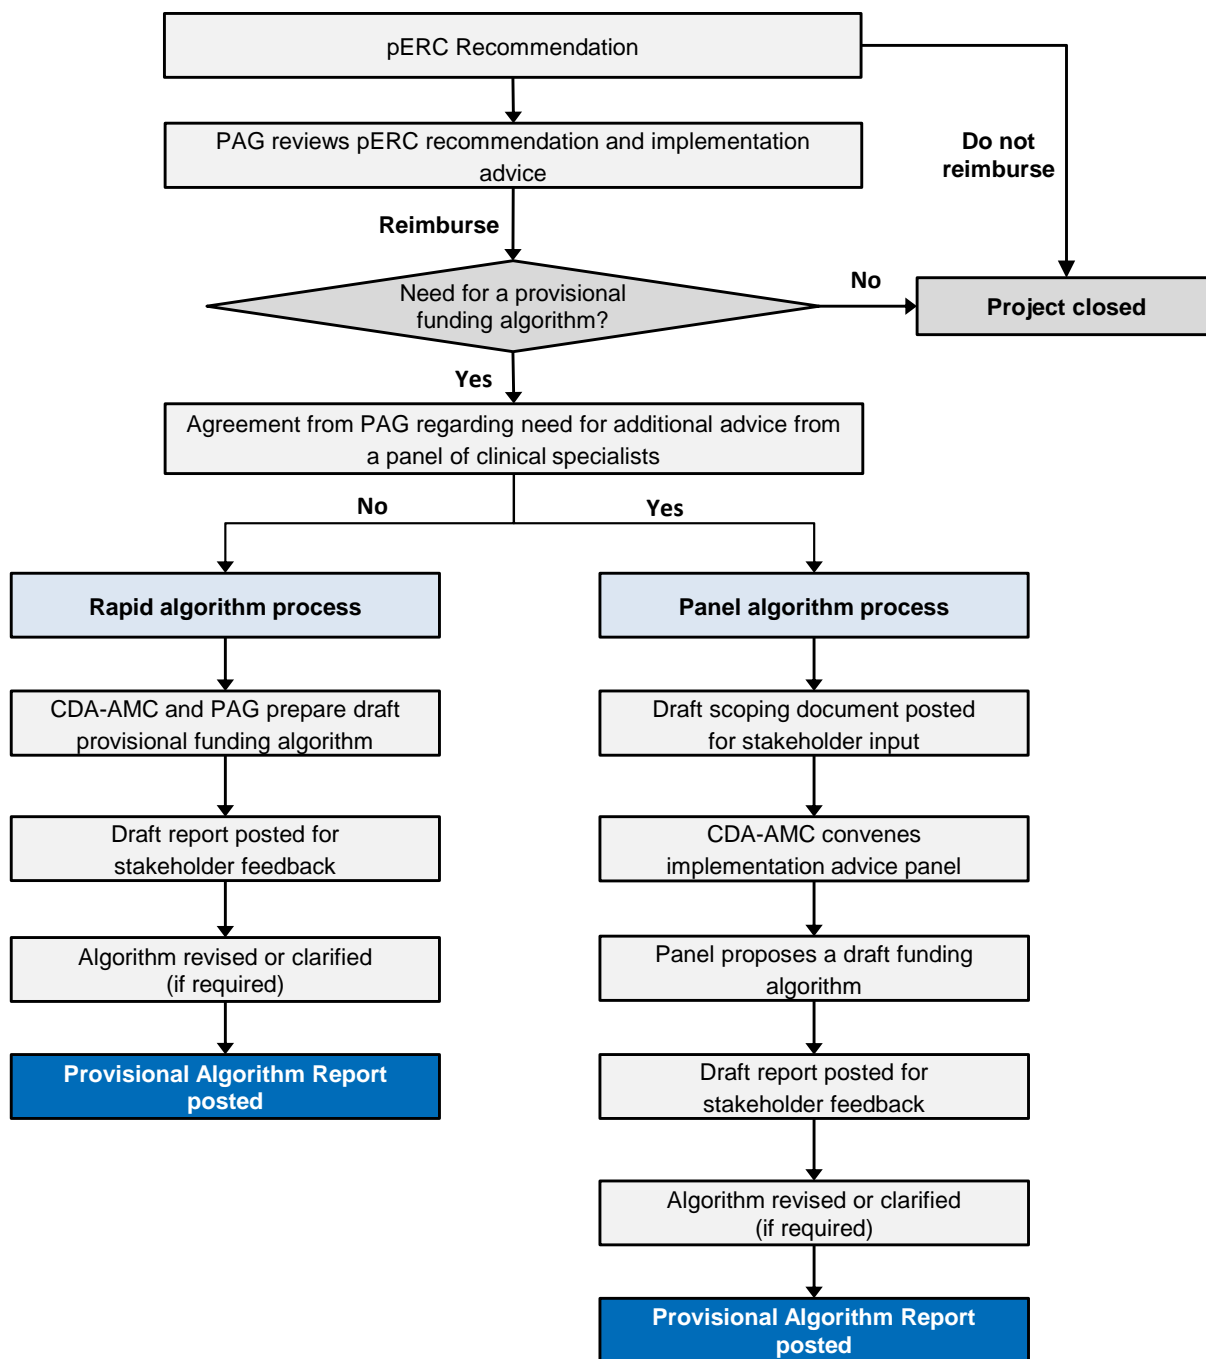 pERC Recommendation
PAG reviews pERC recommendation and implementation
advice
Do not
reimburse
Reimburse
Need for a provisional
funding algorithm?
No
Project closed
Yes
Agreement from PAG regarding need for additional advice from
a panel of clinical specialists
No
Yes
Rapid algorithm process
CDA-AMC and PAG prepare draft
provisional funding algorithm
Draft report posted for
stakeholder feedback
Algorithm revised or clarified
(if required)
Provisional Algorithm Report
posted
Panel algorithm process
Draft scoping document posted
for stakeholder input
CDA-AMC convenes
implementation advice panel
Panel proposes a draft funding
algorithm
Draft report posted for
stakeholder feedback
Algorithm revised or clarified
(if required)
Provisional Algorithm Report
posted